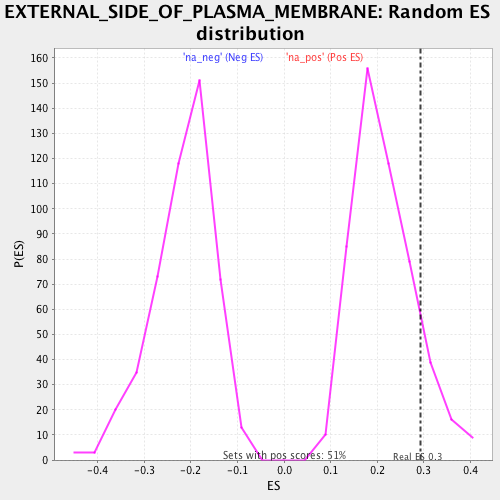 EXTERNAL_SIDE_OF_PLASMA_MEMBRANE: Random ES
distribution
'na_neg' (Neg ES) 'na_pos' (Pos ES)
160
150
140
130
120
110
100
90
80
70
60
50
40
30
20
10
0
P(ES)
Sets with pos scores: 51%
Real ES 0.3
-0.4 -0.3 -0.2 -0.1 0.0 0.1 0.2 0.3 0.4
ES